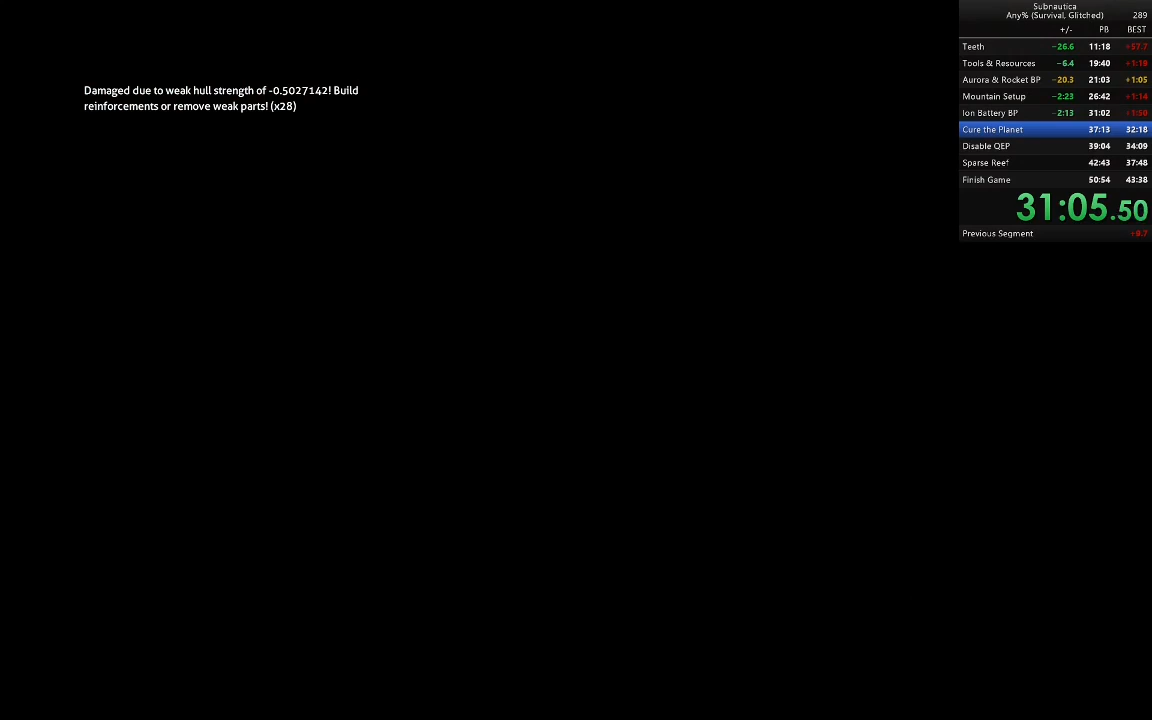 Damaged due to weak hull strength of -0.5027142! Build
reinforcements or remove weak parts! (x28)
Subnautica
Any% (Survival, Glitched) 289
+/- PB BEST
Teeth −26.6 11:18 +57.7
Tools & Resources −6.4 19:40 +1:19
Aurora & Rocket BP −20.3 21:03 +1:05
Mountain Setup −2:23 26:42 +1:14
Ion Battery BP −2:13 31:02 +1:50
Cure the Planet 37:13 32:18
Disable QEP 39:04 34:09
Sparse Reef 42:43 37:48
Finish Game 50:54 43:38
31:05.50
Previous Segment +9.7